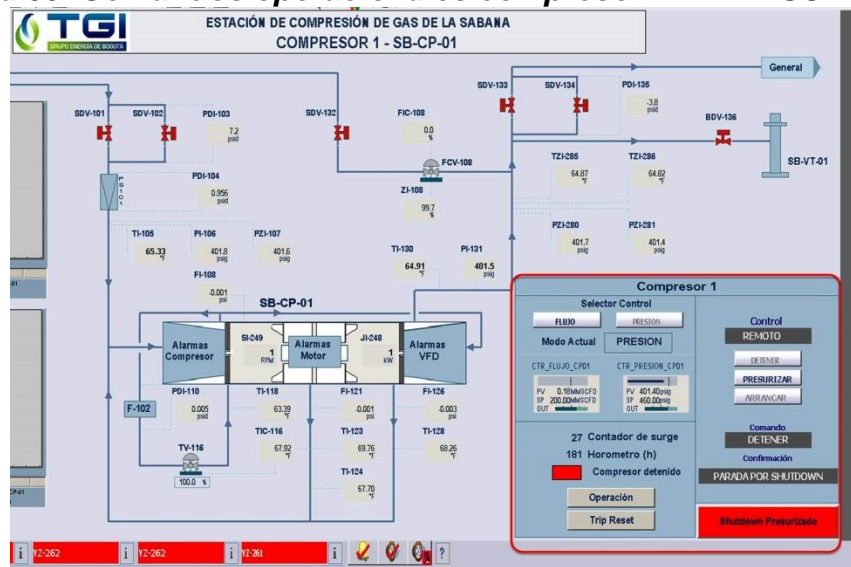 TGI
GRUPO ENERGÍA DE BOGOTÁ
ESTACIÓN DE COMPRESIÓN DE GAS DE LA SABANA
COMPRESOR 1 - SB-CP-01
General
SDV-101
SDV-102
PDI-103
7.2
psid
SDV-132
FIC-108
0.0
%
SDV-133
SDV-134
PDI-135
-3.8
psid
BDV-136
SB-VT-01
FCV-108
ZI-108
99.7
%
PDI-104
0.956
psid
TZI-285
64.87
°F
TZI-286
64.82
°F
TI-105
65.33
°F
PI-106
401.8
psig
PZI-107
401.6
psig
TI-130
64.91
°F
PI-131
401.5
psig
PZI-280
401.7
psig
PZI-281
401.4
psig
FI-108
-0.001
psi
SB-CP-01
Alarmas
Compresor
SI-249
1
RPM
Alarmas
Motor
JI-248
1
kW
Alarmas
VFD
F-102
PDI-110
0.005
psid
TI-118
63.39
°F
FI-121
-0.001
psi
FI-126
-0.003
psi
TV-116
100.0 %
TIC-116
67.92
°F
TI-123
69.76
°F
TI-128
68.26
°F
TI-124
67.70
°F
Compresor 1
Selector Control
FLUJO
PRESION
Modo Actual
PRESION
CTR_FLUJO_CP01
PV 0.18MMSCFD
SP 200.00MMSCFD
OUT
CTR_PRESION_CP01
PV 401.40psig
SP 460.00psig
OUT
27 Contador de surge
181 Horometro (h)
Compresor detenido
Operación
Trip Reset
Control
REMOTO
DETENER
PRESURIZAR
ARRANCAR
Comando
DETENER
Confirmación
PARADA POR SHUTDOWN
Shutdown Presurizado
i
YZ-262
i
YZ-262
i
YZ-261
i
?